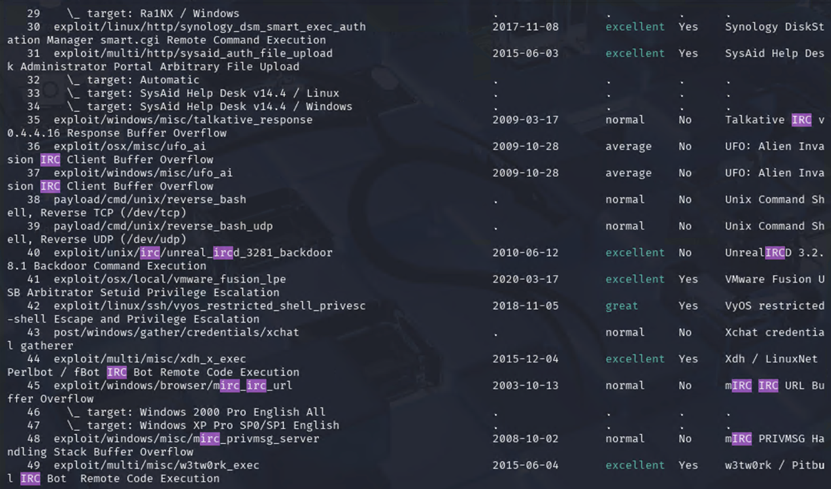 29 \_ target: Ra1NX / Windows . . . .
30 exploit/linux/http/synology_dsm_smart_exec_auth 2017-11-08 excellent Yes Synology DiskSt
ation Manager smart.cgi Remote Command Execution
31 exploit/multi/http/sysaid_auth_file_upload 2015-06-03 excellent Yes SysAid Help Des
k Administrator Portal Arbitrary File Upload
32 \_ target: Automatic . . . .
33 \_ target: SysAid Help Desk v14.4 / Linux . . . .
34 \_ target: SysAid Help Desk v14.4 / Windows . . . .
35 exploit/windows/misc/talkative_response 2009-03-17 normal No Talkative IRC v
0.4.4.16 Response Buffer Overflow
36 exploit/osx/misc/ufo_ai 2009-10-28 average No UFO: Alien Inva
sion IRC Client Buffer Overflow
37 exploit/windows/misc/ufo_ai 2009-10-28 average No UFO: Alien Inva
sion IRC Client Buffer Overflow
38 payload/cmd/unix/reverse_bash . normal No Unix Command Sh
ell, Reverse TCP (/dev/tcp)
39 payload/cmd/unix/reverse_bash_udp . normal No Unix Command Sh
ell, Reverse UDP (/dev/udp)
40 exploit/unix/irc/unreal_ircd_3281_backdoor 2010-06-12 excellent No UnrealIRCD 3.2.
8.1 Backdoor Command Execution
41 exploit/osx/local/vmware_fusion_lpe 2020-03-17 excellent Yes VMware Fusion U
SB Arbitrator Setuid Privilege Escalation
42 exploit/linux/ssh/vyos_restricted_shell_privesc 2018-11-05 great Yes VyOS restricted
-shell Escape and Privilege Escalation
43 post/windows/gather/credentials/xchat . normal No Xchat credentia
l gatherer
44 exploit/multi/misc/xdh_x_exec 2015-12-04 excellent Yes Xdh / LinuxNet
Perlbot / fBot IRC Bot Remote Code Execution
45 exploit/windows/browser/mirc_irc_url 2003-10-13 normal No mIRC IRC URL Bu
ffer Overflow
46 \_ target: Windows 2000 Pro English All . . . .
47 \_ target: Windows XP Pro SP0/SP1 English . . . .
48 exploit/windows/misc/mirc_privmsg_server 2008-10-02 normal No mIRC PRIVMSG Ha
ndling Stack Buffer Overflow
49 exploit/multi/misc/w3tw0rk_exec 2015-06-04 excellent Yes w3tw0rk / Pitbu
l IRC Bot Remote Code Execution